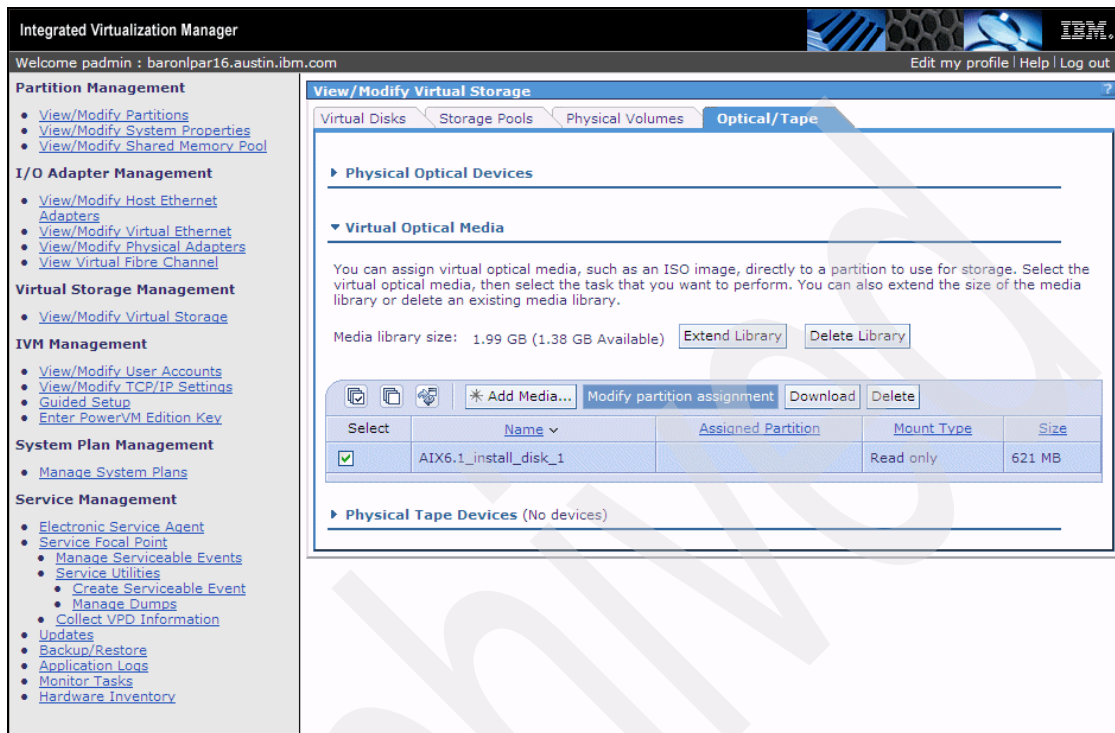 Integrated Virtualization Manager
IBM.
Welcome padmin : baronlpar16.austin.ibm.com
Edit my profile | Help | Log out
Partition Management
View/Modify Partitions
View/Modify System Properties
View/Modify Shared Memory Pool
I/O Adapter Management
View/Modify Host Ethernet
Adapters
View/Modify Virtual Ethernet
View/Modify Physical Adapters
View Virtual Fibre Channel
Virtual Storage Management
View/Modify Virtual Storage
IVM Management
View/Modify User Accounts
View/Modify TCP/IP Settings
Guided Setup
Enter PowerVM Edition Key
System Plan Management
Manage System Plans
Service Management
Electronic Service Agent
Service Focal Point
Manage Serviceable Events
Service Utilities
Create Serviceable Event
Manage Dumps
Collect VPD Information
Updates
Backup/Restore
Application Logs
Monitor Tasks
Hardware Inventory
View/Modify Virtual Storage ?
Virtual Disks Storage Pools Physical Volumes Optical/Tape
Physical Optical Devices
Virtual Optical Media
You can assign virtual optical media, such as an ISO image, directly to a partition to use for storage. Select the
virtual optical media, then select the task that you want to perform. You can also extend the size of the media
library or delete an existing media library.
Media library size: 1.99 GB (1.38 GB Available) Extend Library Delete Library
Add Media... Modify partition assignment Download Delete
Select Name Assigned Partition Mount Type Size
AIX6.1_install_disk_1 Read only 621 MB
Physical Tape Devices (No devices)
hived